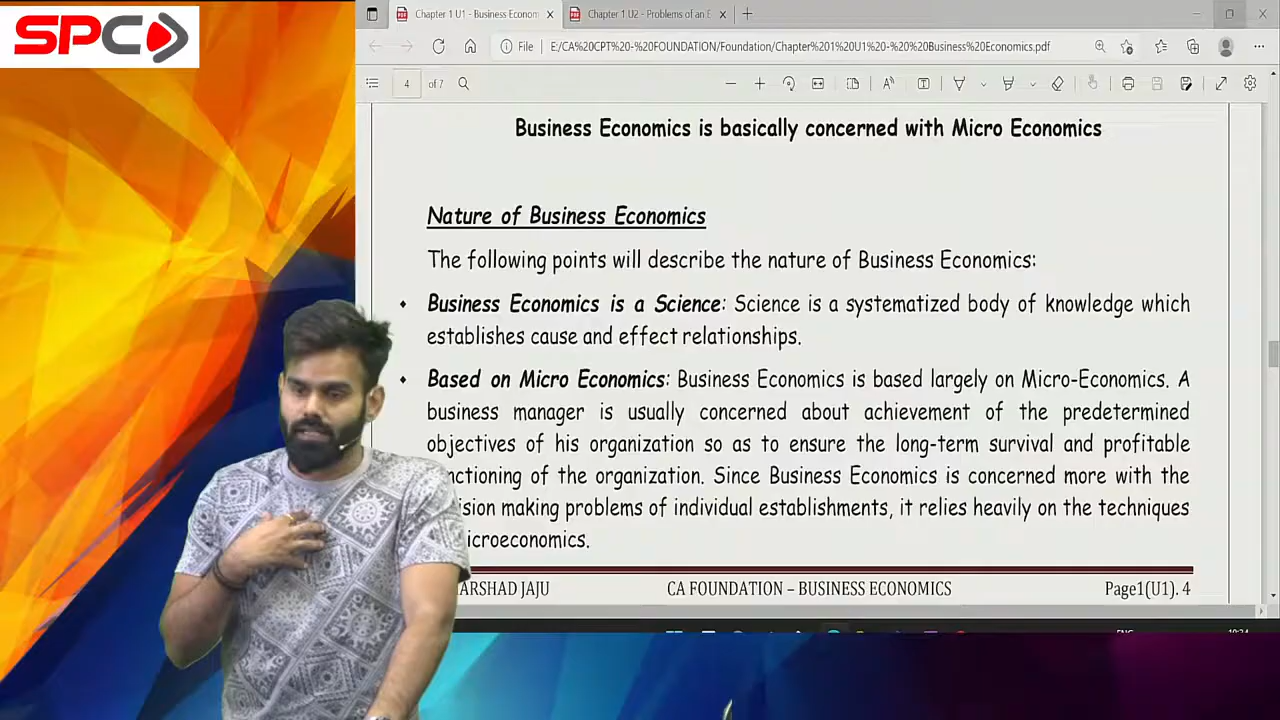 SPC
Chapter 1 U1 - Business Econom
Chapter 1 U2 - Problems of an E
File
E:/CA%20CPT%20-%20FOUNDATION/Foundation/Chapter%201%20U1%20-%20%20Business%20Economics.pdf
4 of 7
Business Economics is basically concerned with Micro Economics
Nature of Business Economics
The following points will describe the nature of Business Economics:
Business Economics is a Science: Science is a systematized body of knowledge which
establishes cause and effect relationships.
Based on Micro Economics: Business Economics is based largely on Micro-Economics. A
business manager is usually concerned about achievement of the predetermined
objectives of his organization so as to ensure the long-term survival and profitable
nctioning of the organization. Since Business Economics is concerned more with the
ision making problems of individual establishments, it relies heavily on the techniques
icroeconomics.
ARSHAD JAJU CA FOUNDATION – BUSINESS ECONOMICS Page1(U1). 4
ENG